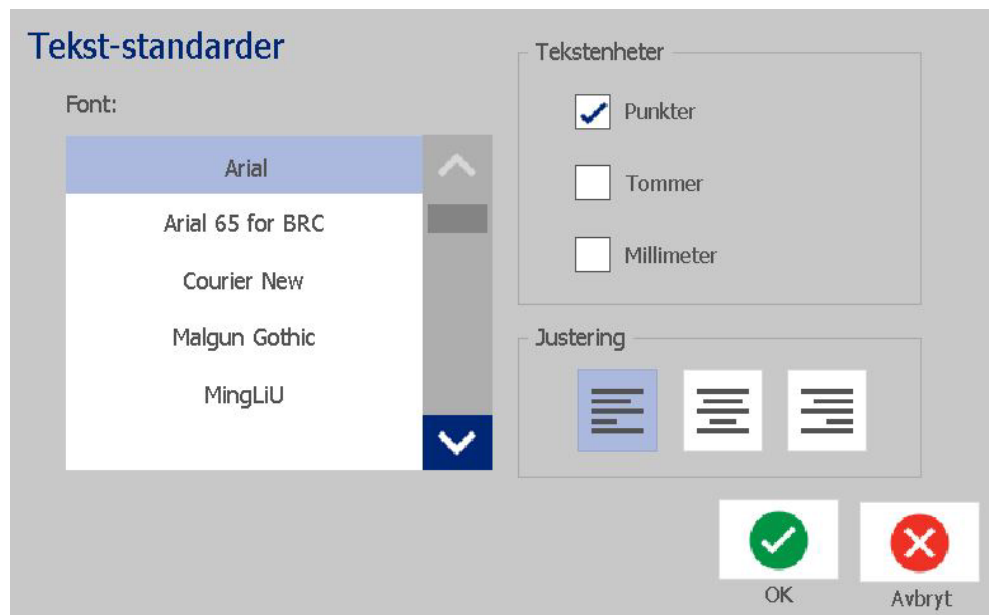 Tekst-standarder
Font:
Arial
Arial 65 for BRC
Courier New
Malgun Gothic
MingLiU
Tekstenheter
Punkter
Tommer
Millimeter
Justering
OK
Avbryt